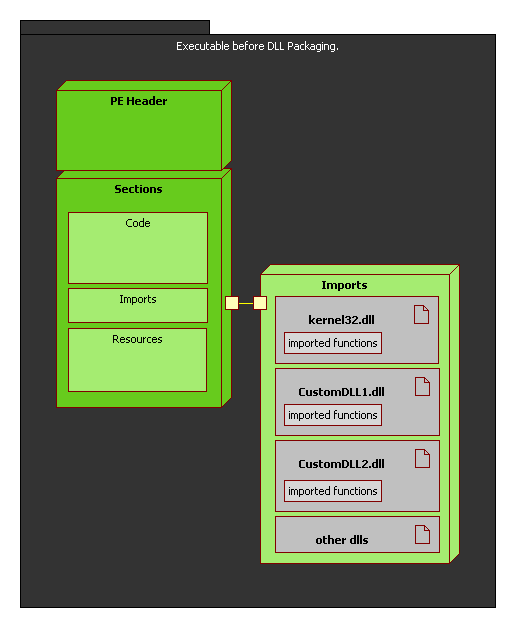 Executable before DLL Packaging.
PE Header
Sections
Code
Imports
Resources
Imports
kernel32.dll
imported functions
CustomDLL1.dll
imported functions
CustomDLL2.dll
imported functions
other dlls